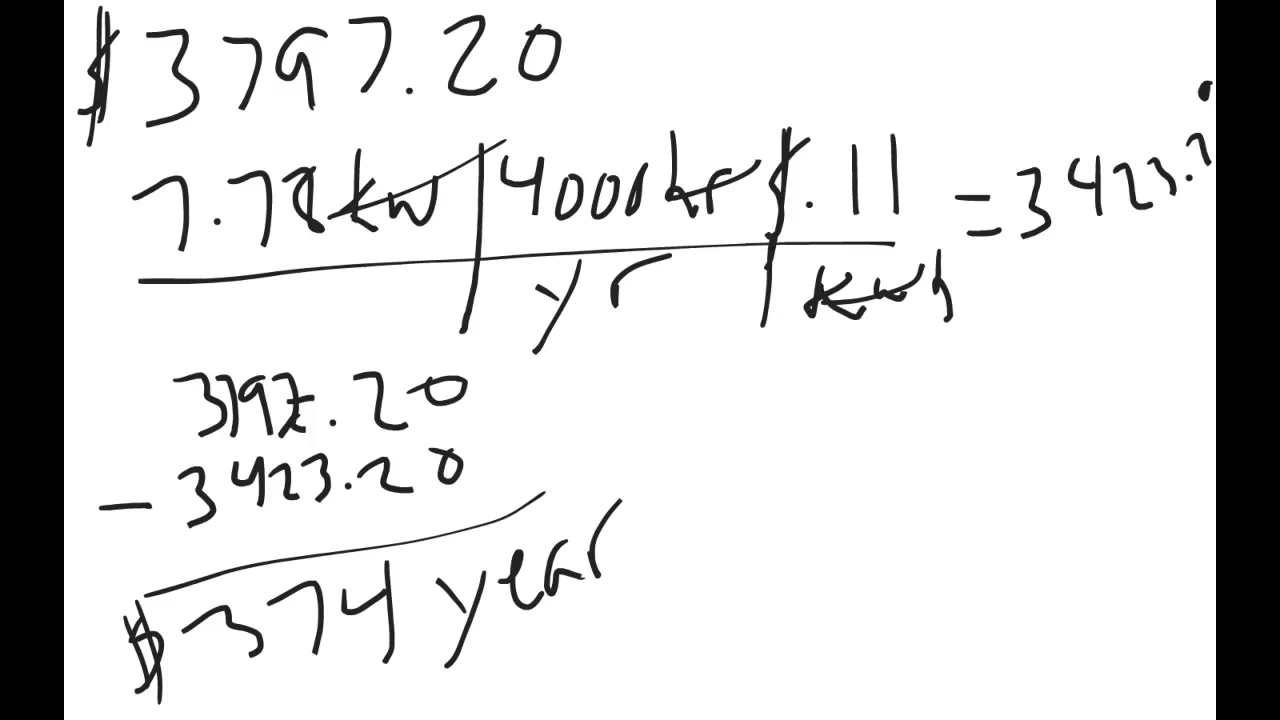 $3797.20
7.78kw | 4000hr | $.11 = 3423.2
yr kwh
3797.20
- 3423.20
$374 year